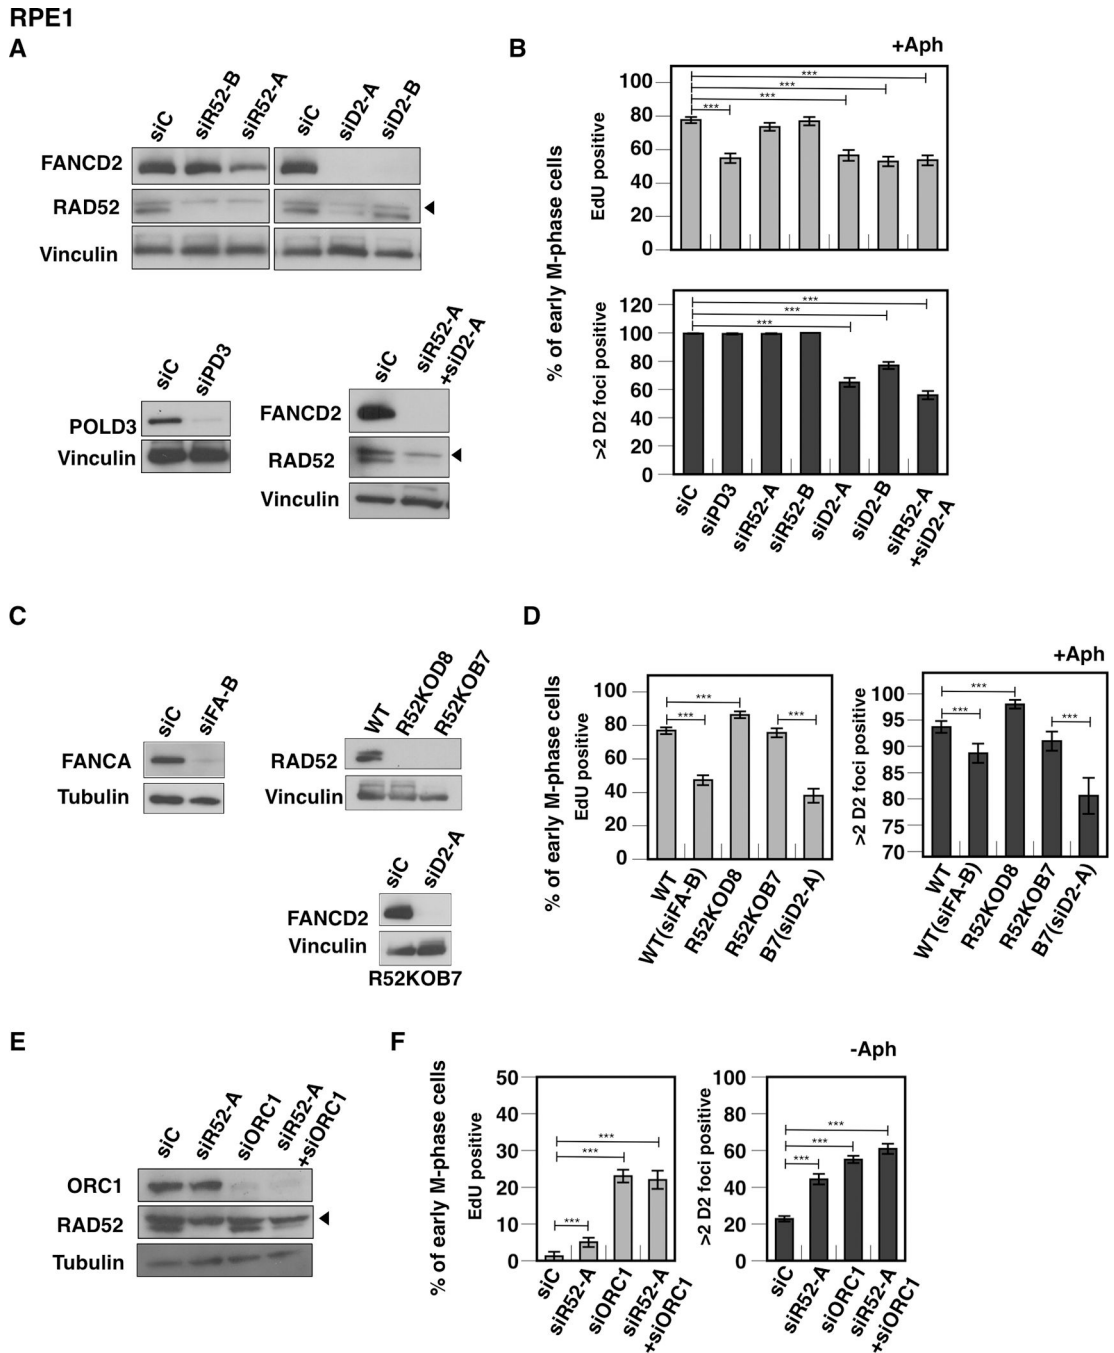 RPE1
A
siC
siR52-B
siR52-A
siC
siD2-A
siD2-B
FANCD2
RAD52
Vinculin
siC
siPD3
POLD3
Vinculin
siC
siR52-A
+siD2-A
FANCD2
RAD52
Vinculin
B
+Aph
% of early M-phase cells
EdU positive
100
80
60
40
20
0
***
***
***
***
>2 D2 foci positive
120
100
80
60
40
20
0
***
***
***
siC
siPD3
siR52-A
siR52-B
siD2-A
siD2-B
siR52-A
+siD2-A
C
siC
siFA-B
FANCA
Tubulin
WT
R52KOD8
R52KOB7
RAD52
Vinculin
siC
siD2-A
FANCD2
Vinculin
R52KOB7
D
+Aph
% of early M-phase cells
EdU positive
100
80
60
40
20
0
***
***
***
WT
WT(siFA-B)
R52KOD8
R52KOB7
B7(siD2-A)
>2 D2 foci positive
100
95
90
85
80
75
70
***
***
***
WT
WT(siFA-B)
R52KOD8
R52KOB7
B7(siD2-A)
E
siC
siR52-A
siORC1
siR52-A
+siORC1
ORC1
RAD52
Tubulin
F
-Aph
% of early M-phase cells
EdU positive
50
40
30
20
10
0
***
***
***
siC
siR52-A
siORC1
siR52-A
+siORC1
>2 D2 foci positive
100
80
60
40
20
0
***
***
***
siC
siR52-A
siORC1
siR52-A
+siORC1